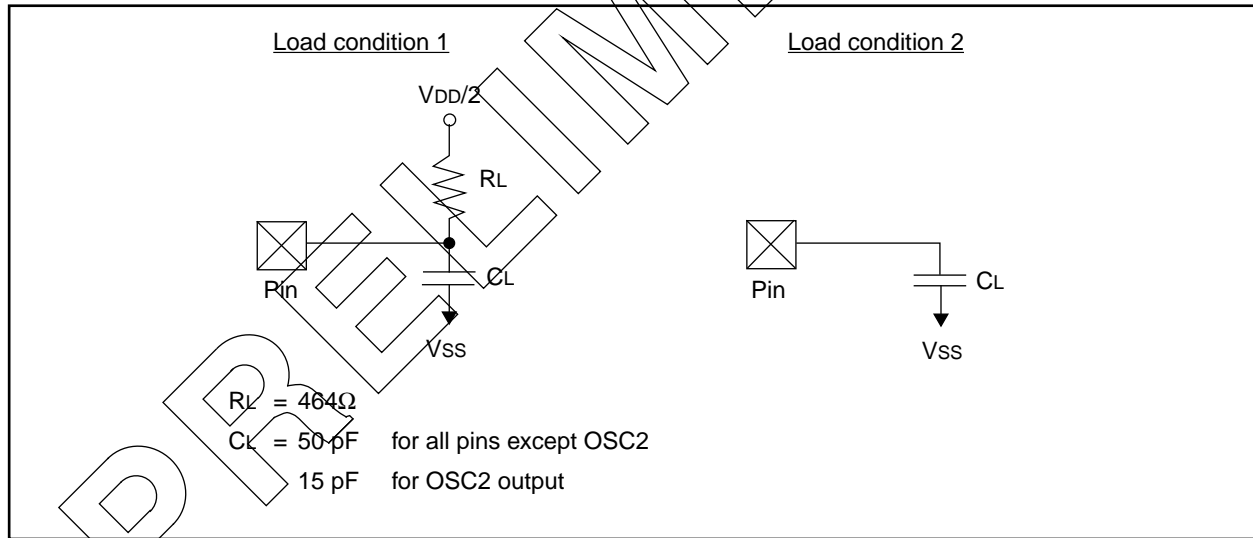 Load condition 1
Load condition 2
VDD/2
RL
Pin
CL
VSS
Pin
CL
VSS
RL = 464Ω
CL = 50 pF for all pins except OSC2
15 pF for OSC2 output